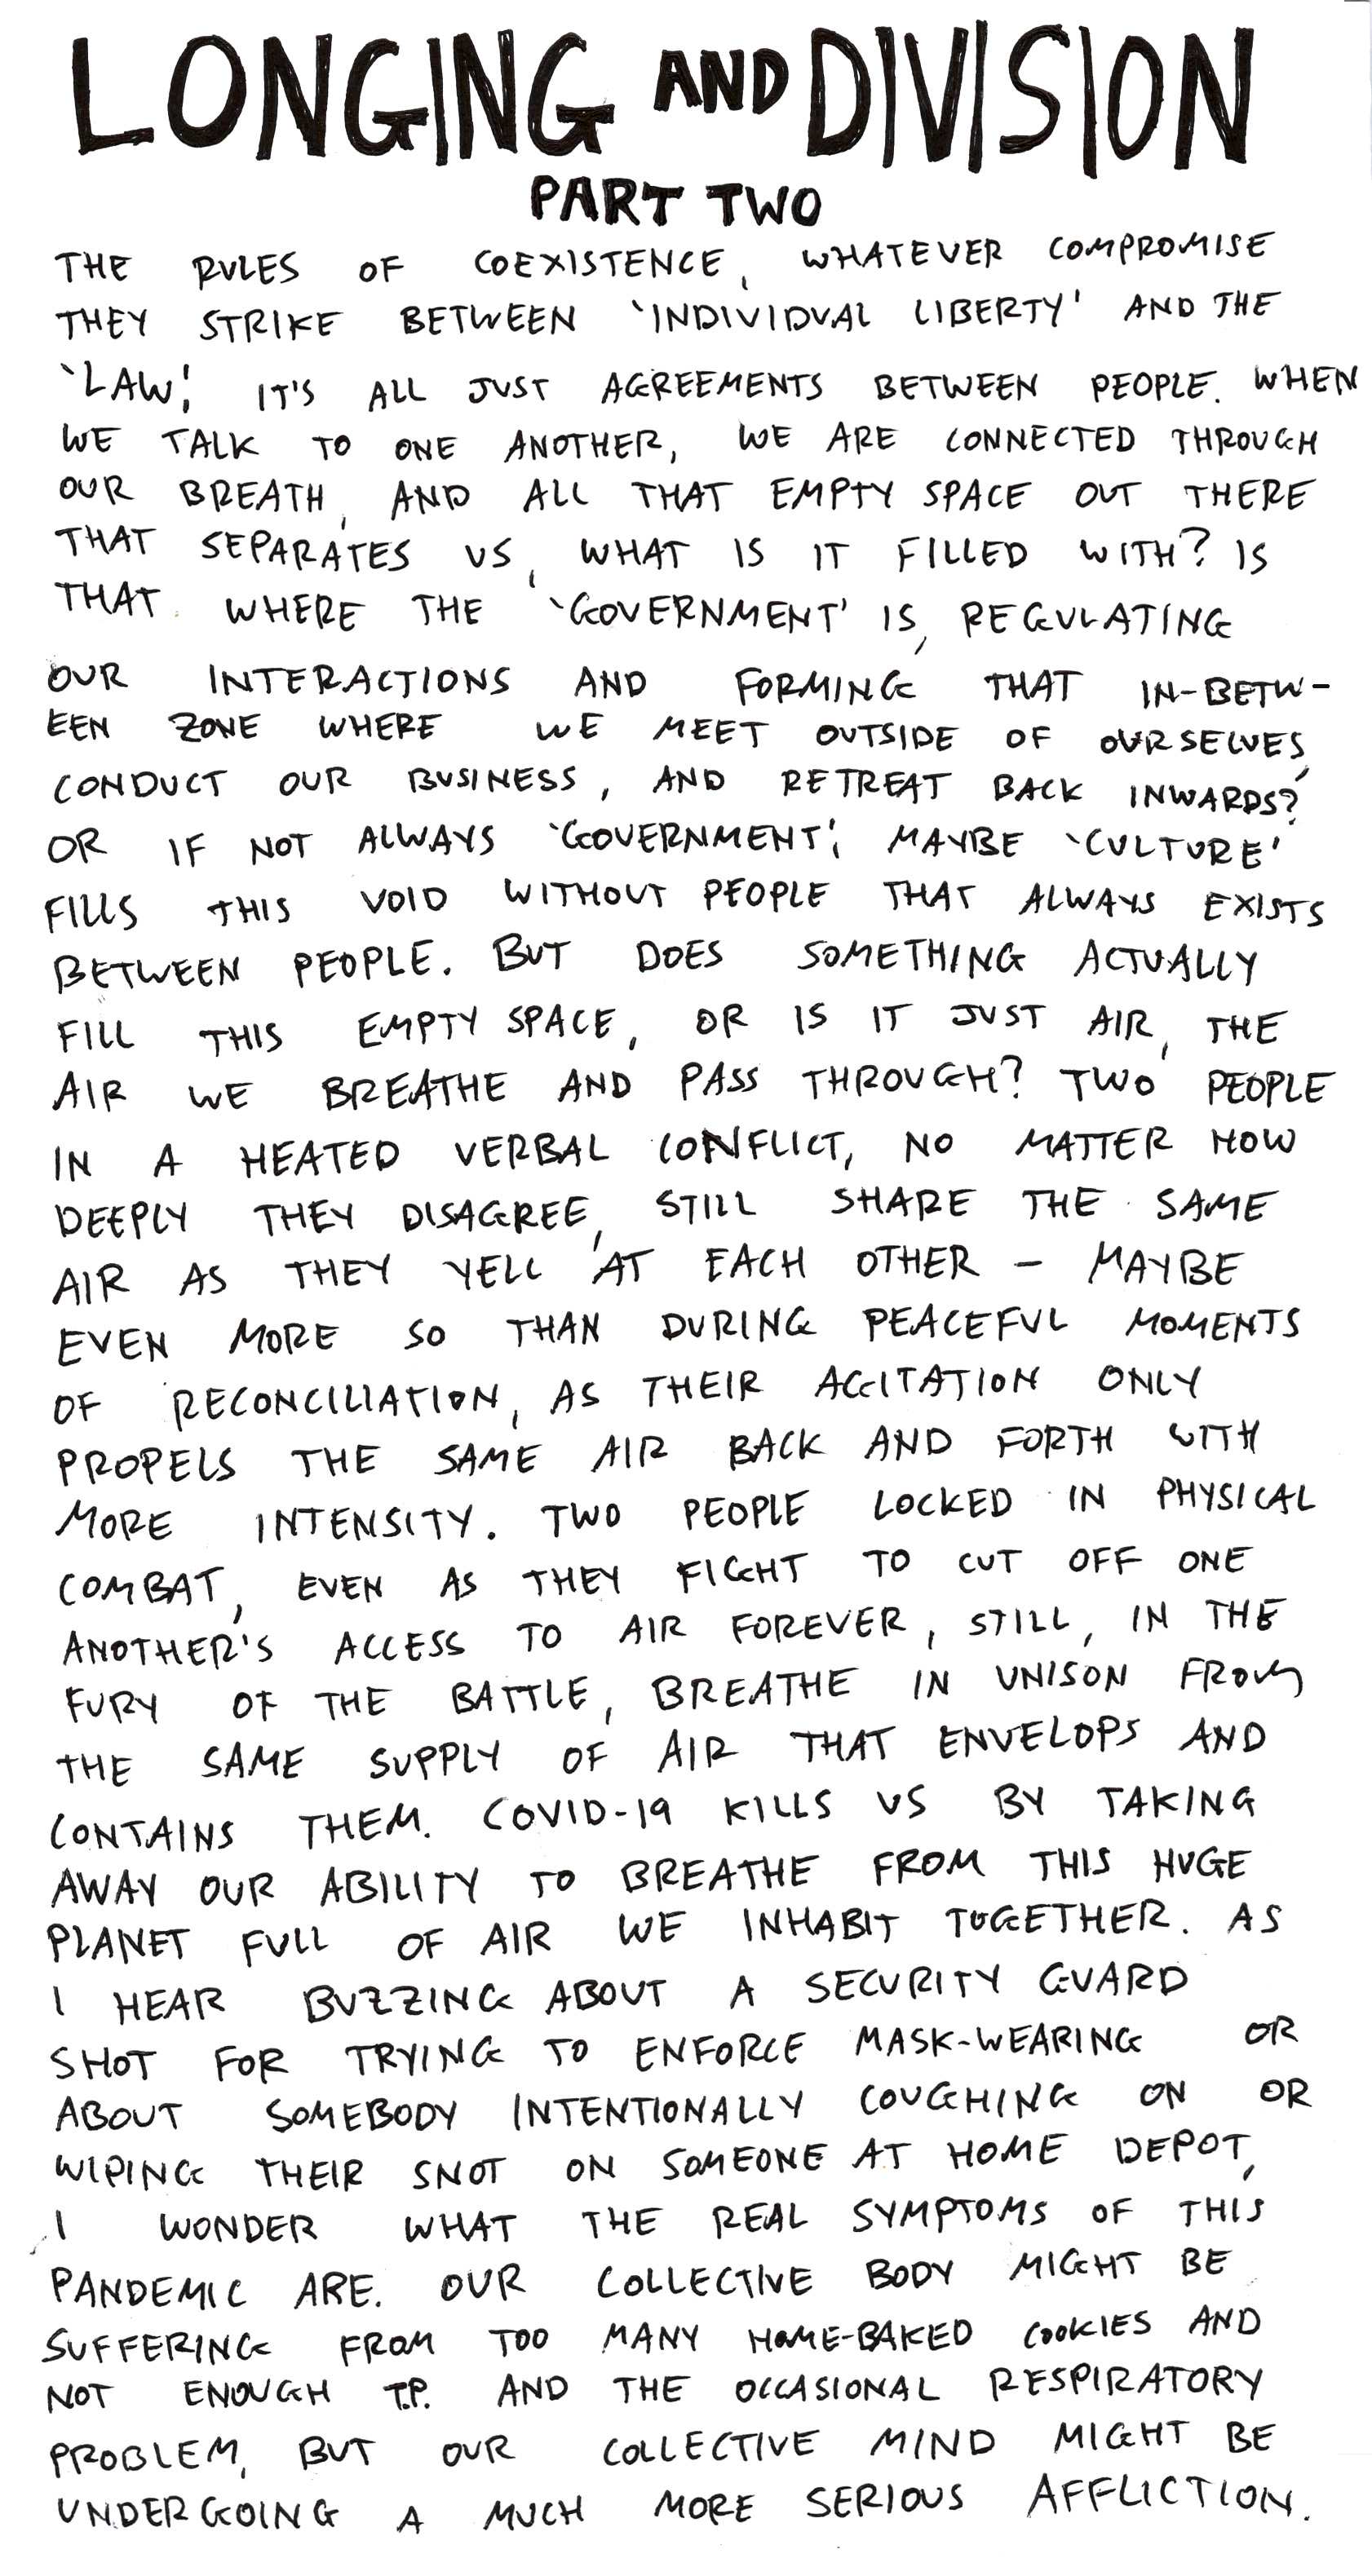 LONGING AND DIVISION
PART TWO
THE RULES OF COEXISTENCE, WHATEVER COMPROMISE
THEY STRIKE BETWEEN 'INDIVIDUAL LIBERTY' AND THE
'LAW,' IT'S ALL JUST AGREEMENTS BETWEEN PEOPLE. WHEN
WE TALK TO ONE ANOTHER, WE ARE CONNECTED THROUGH
OUR BREATH, AND ALL THAT EMPTY SPACE OUT THERE
THAT SEPARATES US, WHAT IS IT FILLED WITH? IS
THAT WHERE THE 'GOVERNMENT' IS, REGULATING
OUR INTERACTIONS AND FORMING THAT IN-BETW-
EEN ZONE WHERE WE MEET OUTSIDE OF OURSELVES,
CONDUCT OUR BUSINESS, AND RETREAT BACK INWARDS?
OR IF NOT ALWAYS 'GOVERNMENT,' MAYBE 'CULTURE'
FILLS THIS VOID WITHOUT PEOPLE THAT ALWAYS EXISTS
BETWEEN PEOPLE. BUT DOES SOMETHING ACTUALLY
FILL THIS EMPTY SPACE, OR IS IT JUST AIR, THE
AIR WE BREATHE AND PASS THROUGH? TWO PEOPLE
IN A HEATED VERBAL CONFLICT, NO MATTER HOW
DEEPLY THEY DISAGREE, STILL SHARE THE SAME
AIR AS THEY YELL AT EACH OTHER – MAYBE
EVEN MORE SO THAN DURING PEACEFUL MOMENTS
OF RECONCILIATION, AS THEIR AGITATION ONLY
PROPELS THE SAME AIR BACK AND FORTH WITH
MORE INTENSITY. TWO PEOPLE LOCKED IN PHYSICAL
COMBAT, EVEN AS THEY FIGHT TO CUT OFF ONE
ANOTHER'S ACCESS TO AIR FOREVER, STILL, IN THE
FURY OF THE BATTLE, BREATHE IN UNISON FROM
THE SAME SUPPLY OF AIR THAT ENVELOPS AND
CONTAINS THEM. COVID-19 KILLS US BY TAKING
AWAY OUR ABILITY TO BREATHE FROM THIS HUGE
PLANET FULL OF AIR WE INHABIT TOGETHER. AS
I HEAR BUZZING ABOUT A SECURITY GUARD
SHOT FOR TRYING TO ENFORCE MASK-WEARING OR
ABOUT SOMEBODY INTENTIONALLY COUGHING ON OR
WIPING THEIR SNOT ON SOMEONE AT HOME DEPOT,
I WONDER WHAT THE REAL SYMPTOMS OF THIS
PANDEMIC ARE. OUR COLLECTIVE BODY MIGHT BE
SUFFERING FROM TOO MANY HOME-BAKED COOKIES AND
NOT ENOUGH T.P. AND THE OCCASIONAL RESPIRATORY
PROBLEM, BUT OUR COLLECTIVE MIND MIGHT BE
UNDERGOING A MUCH MORE SERIOUS AFFLICTION.